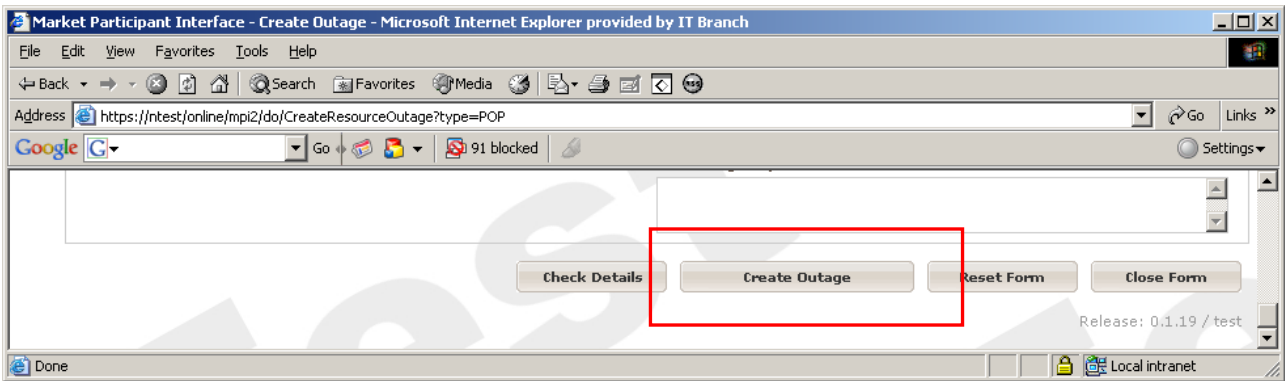 Market Participant Interface - Create Outage - Microsoft Internet Explorer provided by IT Branch
File Edit View Favorites Tools Help
Back Search Favorites Media
Address https://ntest/online/mpi2/do/CreateResourceOutage?type=POP Go Links »
Google G Go 91 blocked Settings
Check Details Create Outage Reset Form Close Form
Release: 0.1.19 / test
Done Local intranet